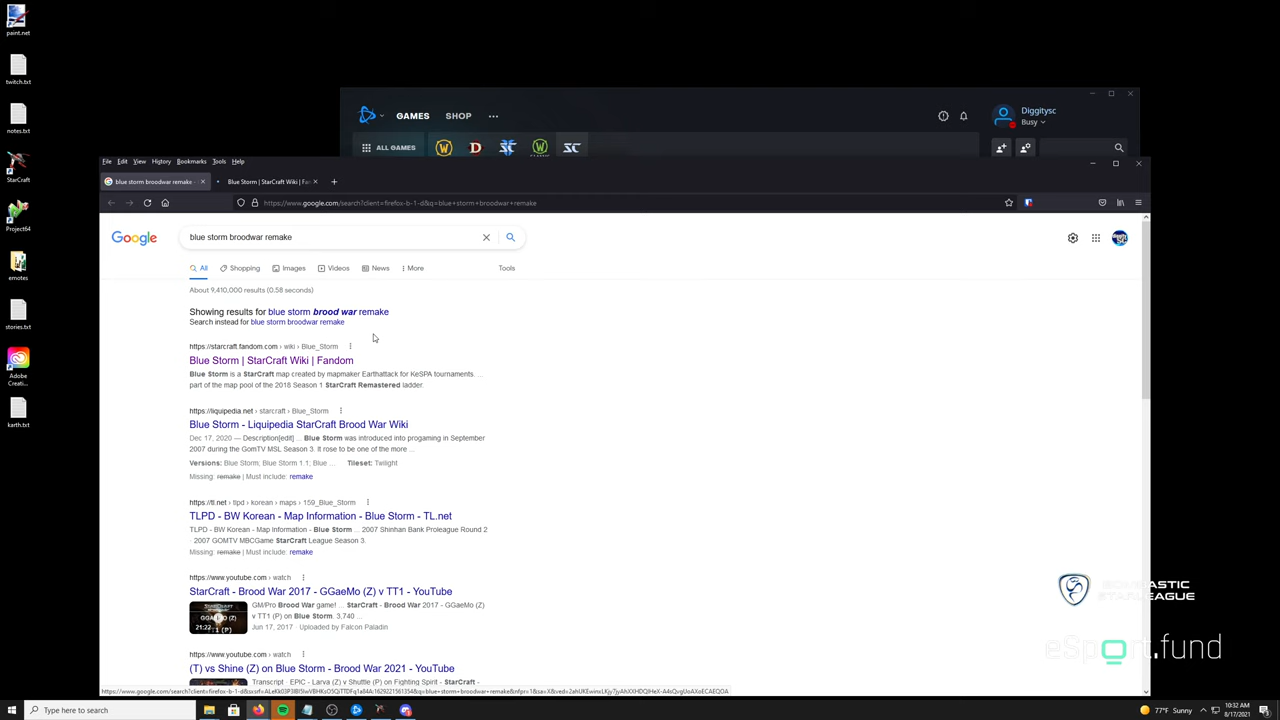 paint.net
twitch.txt
notes.txt
StarCraft
Project64
emotes
stories.txt
Adobe
Creati...
karth.txt
GAMES
SHOP
Diggitysc
Busy
ALL GAMES
File Edit View History Bookmarks Tools Help
blue storm broodwar remake -
Blue Storm | StarCraft Wiki | Fan
https://www.google.com/search?client=firefox-b-1-d&q=blue+storm+broodwar+remake
Google
blue storm broodwar remake
All
Shopping
Images
Videos
News
More
Tools
About 9,410,000 results (0.58 seconds)
Showing results for blue storm brood war remake
Search instead for blue storm broodwar remake
https://starcraft.fandom.com › wiki › Blue_Storm
Blue Storm | StarCraft Wiki | Fandom
Blue Storm is a StarCraft map created by mapmaker Earthattack for KeSPA tournaments. ...
part of the map pool of the 2018 Season 1 StarCraft Remastered ladder.
https://liquipedia.net › starcraft › Blue_Storm
Blue Storm - Liquipedia StarCraft Brood War Wiki
Dec 17, 2020 — Description[edit] ... Blue Storm was introduced into progaming in September
2007 during the GomTV MSL Season 3. It rose to be one of the more ...
Versions: Blue Storm, Blue Storm 1.1, Blue ...
Tileset: Twilight
Missing: remake | Must include: remake
https://tl.net › tlpd › korean › maps › 159_Blue_Storm
TLPD - BW Korean - Map Information - Blue Storm - TL.net
TLPD - BW Korean - Map Information - Blue Storm ... 2007 Shinhan Bank Proleague Round 2
· 2007 GOMTV MBCGame StarCraft League Season 3.
Missing: remake | Must include: remake
https://www.youtube.com › watch
StarCraft - Brood War 2017 - GGaeMo (Z) v TT1 - YouTube
GM/Pro Brood War game! ... StarCraft - Brood War 2017 - GGaeMo (Z)
v TT1 (P) on Blue Storm. 3,740 ...
21:22
Jun 17, 2017 · Uploaded by Falcon Paladin
https://www.youtube.com › watch
(T) vs Shine (Z) on Blue Storm - Brood War 2021 - YouTube
Transcript · EPIC - Larva (Z) v Shuttle (P) on Fighting Spirit - StarCraft -
STARLEAGUE
eSport.fund
Type here to search
77°F Sunny
10:32 AM
8/17/2021